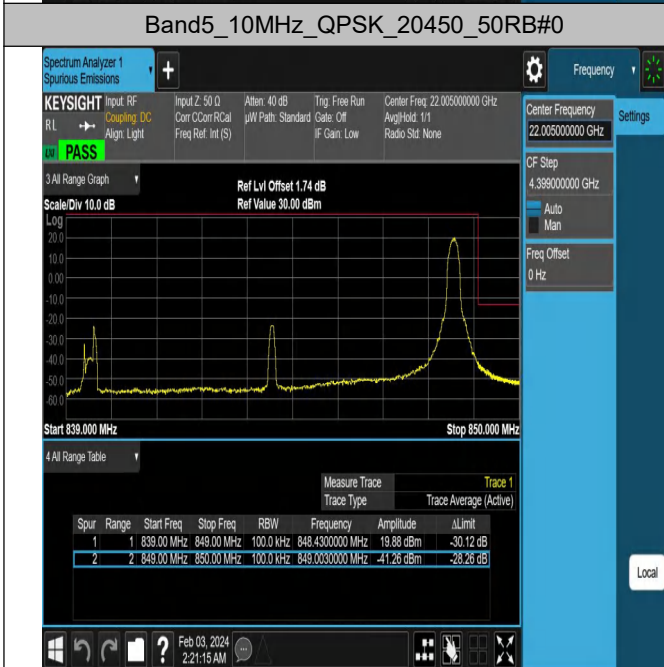 Band5_10MHz_QPSK_20450_50RB#0
Spectrum Analyzer 1
Spurious Emissions
+
Frequency
KEYSIGHT Input: RF Input Z: 50 Ω Atten: 40 dB Trig: Free Run Center Freq: 22.005000000 GHz
RL Coupling: DC Corr CCorr RCal µW Path: Standard Gate: Off Avg|Hold: 1/1
Align: Light Freq Ref: Int (S) IF Gain: Low Radio Std: None
PASS
Center Frequency
22.005000000 GHz
Settings
CF Step
4.399000000 GHz
Auto
Man
Freq Offset
0 Hz
3 All Range Graph
Ref Lvl Offset 1.74 dB
Scale/Div 10.0 dB Ref Value 30.00 dBm
Log
20.0
10.0
0.00
-10.0
-20.0
-30.0
-40.0
-50.0
-60.0
Start 839.000 MHz Stop 850.000 MHz
4 All Range Table
Measure Trace Trace 1
Trace Type Trace Average (Active)
Spur Range Start Freq Stop Freq RBW Frequency Amplitude ΔLimit
1 1 839.00 MHz 849.00 MHz 100.0 kHz 848.4300000 MHz 19.88 dBm -30.12 dB
2 2 849.00 MHz 850.00 MHz 100.0 kHz 849.0030000 MHz -41.26 dBm -28.26 dB
Local
? Feb 03, 2024
2:21:15 AM